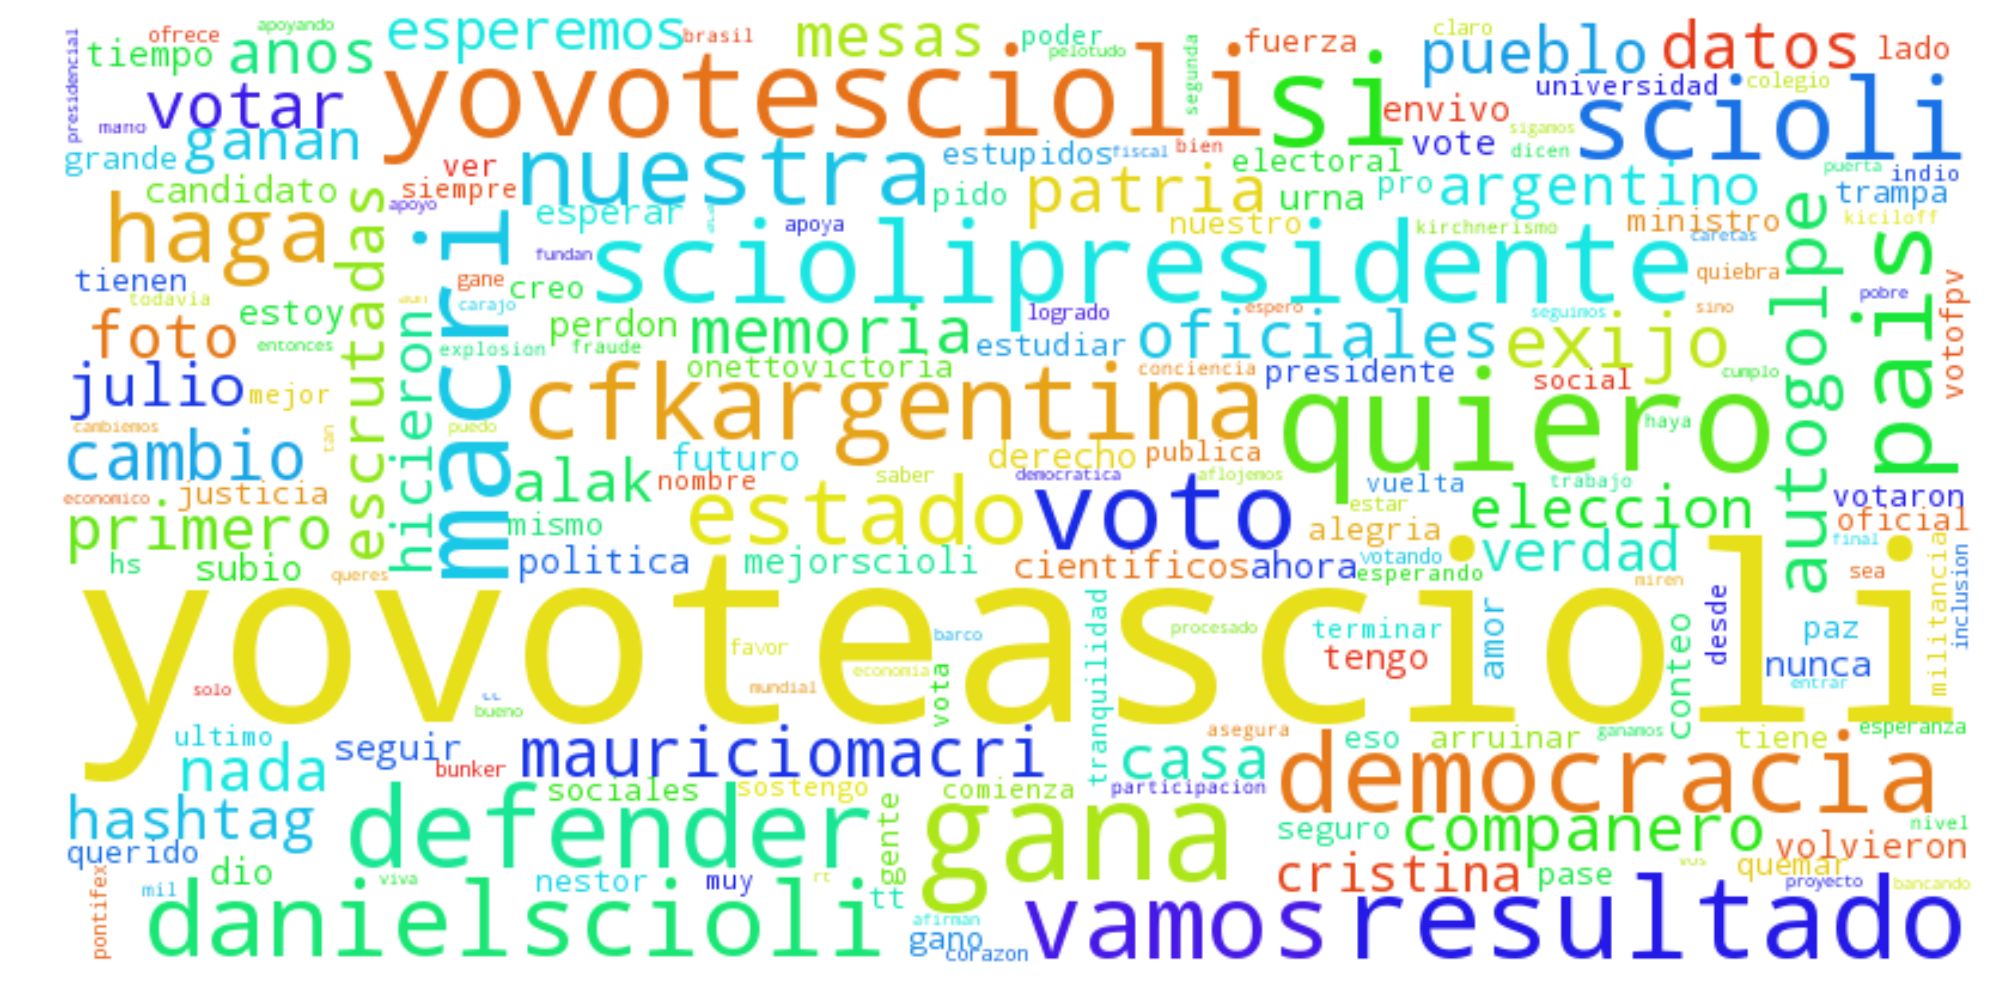 presidencial
ofrece
apoyando
tiempo
anos
esperemos
brasil
mesas
poder
pelotudo
segunda
fuerza
claro
pueblo
datos
lado
votar
yovotescioli
si
envivo
universidad
colegio
scioli
mano
ganan
grande
ver
siempre
nuestra
estupidos
fiscal
bien
electoral
vote
sigamos
dicen
puerta
indio
trampa
candidato
haga
escrutadas
apoyo
macri
esperar
pido
patria
urna
pro
argentino
nuestro
ministro
kiciloff
kirchnerismo
caretas
apoya
fundan
sciolipresidente
quiebra
autogolpe
pais
tienen
todavia
gane
creo
carajo
aun
pobre
votofpv
foto
estoy
entonces
hicieron
explosion
perdon
fraude
memoria
logrado
espero
seguimos
sino
estudiar
oficiales
exijo
onettovictoria
conciencia
presidente
social
cumplo
julio
mejor
cfkargentina
quiero
haya
cambiemos
tan
puedo
cambio
futuro
derecho
publica
alak
nombre
saber
democratica
aflojemos
vuelta
trabajo
economico
justicia
estado
voto
estar
eleccion
votaron
primero
mismo
alegria
oficial
hs
subio
queres
politica
mejorscioli
cientificos
ahora
votando
esperando
verdad
final
sea
miren
militancia
inclusion
yovoteascioli
favor
barco
economia
mundial
vota
tranquilidad
procesado
terminar
tengo
amor
conteo
desde
paz
nunca
entrar
solo
bueno
ultimo
nada
seguir
bunker
mauriciomacri
casa
asegura
eso
arruinar
ganamos
tiene
esperanza
democracia
hashtag
querido
defender
sociales
sostengo
gente
comienza
participacion
gana
seguro
companero
nivel
volvieron
pontifex
mil
dio
viva
nestor
muy
rt
tt
cristina
pase
vos
quemar
proyecto
bancando
danielscioli
afirman
gano
corazon
vamos
resultado